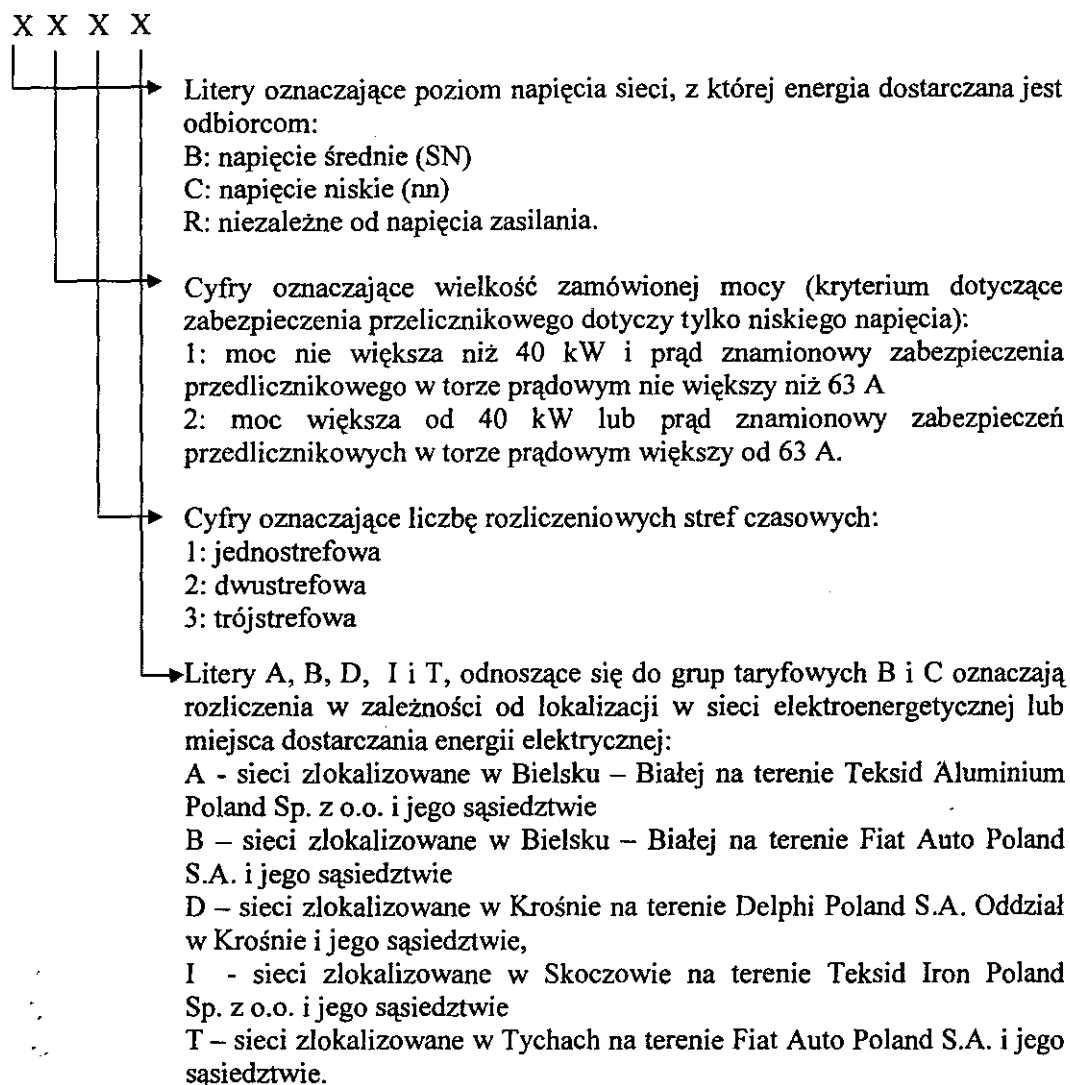 X X X X
Litery oznaczające poziom napięcia sieci, z której energia dostarczana jest
odbiorcom:
B: napięcie średnie (SN)
C: napięcie niskie (nn)
R: niezależne od napięcia zasilania.
Cyfry oznaczające wielkość zamówionej mocy (kryterium dotyczące
zabezpieczenia przelicznikowego dotyczy tylko niskiego napięcia):
1: moc nie większa niż 40 kW i prąd znamionowy zabezpieczenia
przedlicznikowego w torze prądowym nie większy niż 63 A
2: moc większa od 40 kW lub prąd znamionowy zabezpieczeń
przedlicznikowych w torze prądowym większy od 63 A.
Cyfry oznaczające liczbę rozliczeniowych stref czasowych:
1: jednostrefowa
2: dwustrefowa
3: trójstrefowa
Litery A, B, D, I i T, odnoszące się do grup taryfowych B i C oznaczają
rozliczenia w zależności od lokalizacji w sieci elektroenergetycznej lub
miejsca dostarczania energii elektrycznej:
A - sieci zlokalizowane w Bielsku – Białej na terenie Teksid Aluminium
Poland Sp. z o.o. i jego sąsiedztwie
B – sieci zlokalizowane w Bielsku – Białej na terenie Fiat Auto Poland
S.A. i jego sąsiedztwie
D – sieci zlokalizowane w Krośnie na terenie Delphi Poland S.A. Oddział
w Krośnie i jego sąsiedztwie,
I - sieci zlokalizowane w Skoczowie na terenie Teksid Iron Poland
Sp. z o.o. i jego sąsiedztwie
T – sieci zlokalizowane w Tychach na terenie Fiat Auto Poland S.A. i jego
sąsiedztwie.